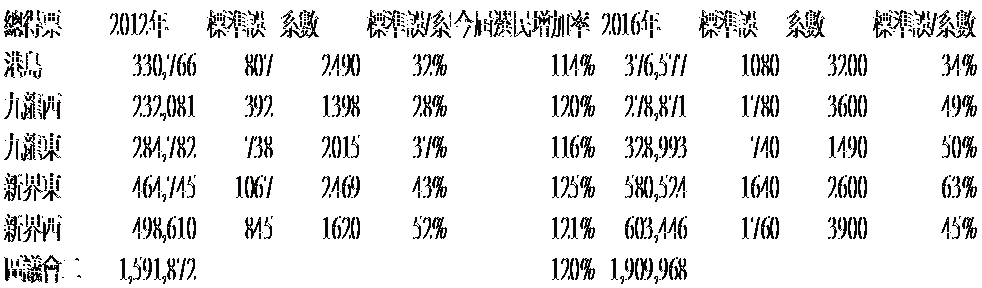 總得票 2012年 標準誤 系數 標準誤/系 今屆選民增加率 2016年 標準誤 系數 標準誤/系數
港島 330,766 807 2490 32% 114% 376,577 1080 3200 34%
九龍西 232,081 392 1398 28% 120% 278,871 1780 3600 49%
九龍東 284,782 738 2015 37% 116% 328,993 740 1490 50%
新界東 464,745 1067 2469 43% 125% 580,524 1640 2600 63%
新界西 498,610 845 1620 52% 121% 603,446 1760 3900 45%
區議會二 1,591,872 120% 1,909,968